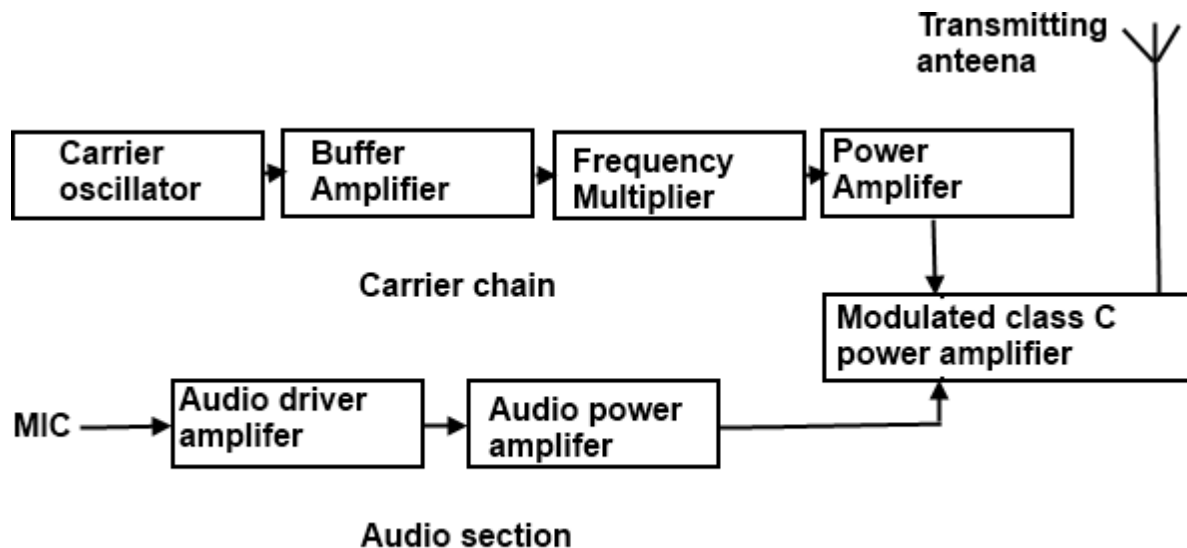 Transmitting
anteena
Carrier
oscillator
Buffer
Amplifier
Frequency
Multiplier
Power
Amplifer
Carrier chain
Modulated class C
power amplifier
MIC
Audio driver
amplifer
Audio power
amplifer
Audio section